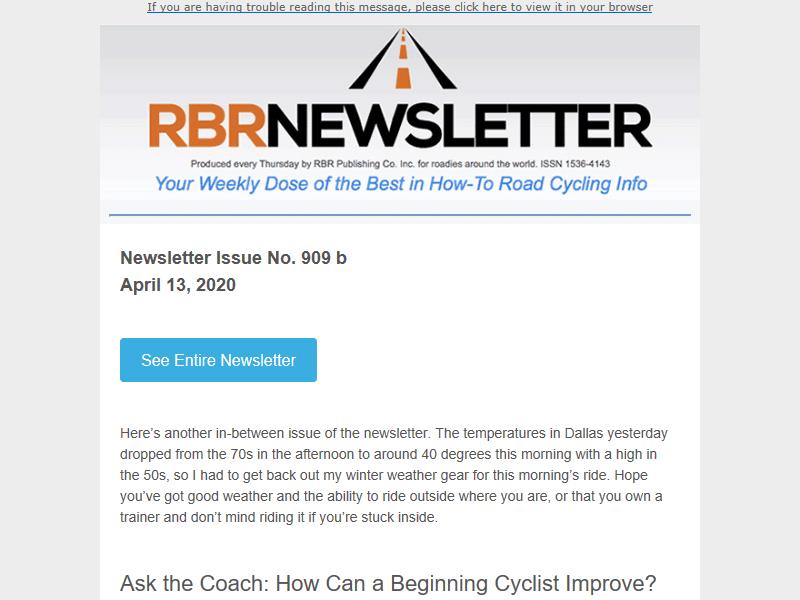 If you are having trouble reading this message, please click here to view it in your browser
RBRNEWSLETTER
Produced every Thursday by RBR Publishing Co. Inc. for roadies around the world. ISSN 1536-4143
Your Weekly Dose of the Best in How-To Road Cycling Info
Newsletter Issue No. 909 b
April 13, 2020
See Entire Newsletter
Here’s another in-between issue of the newsletter. The temperatures in Dallas yesterday
dropped from the 70s in the afternoon to around 40 degrees this morning with a high in
the 50s, so I had to get back out my winter weather gear for this morning’s ride. Hope
you’ve got good weather and the ability to ride outside where you are, or that you own a
trainer and don’t mind riding it if you’re stuck inside.
Ask the Coach: How Can a Beginning Cyclist Improve?